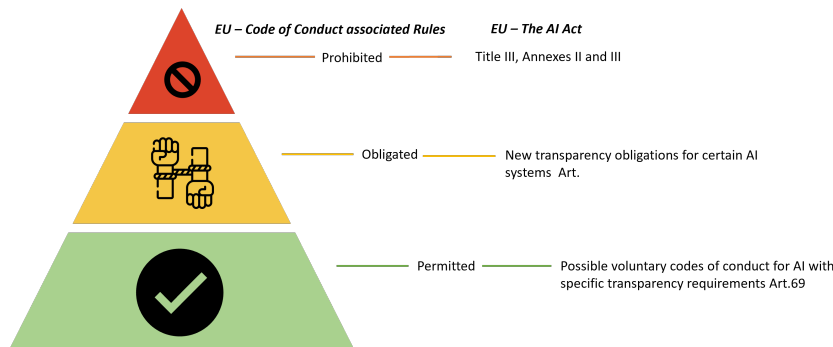 EU – Code of Conduct associated Rules
EU – The AI Act
Prohibited
Title III, Annexes II and III
Obligated
New transparency obligations for certain AI
systems  Art.
Permitted
Possible voluntary codes of conduct for AI with
specific transparency requirements Art.69